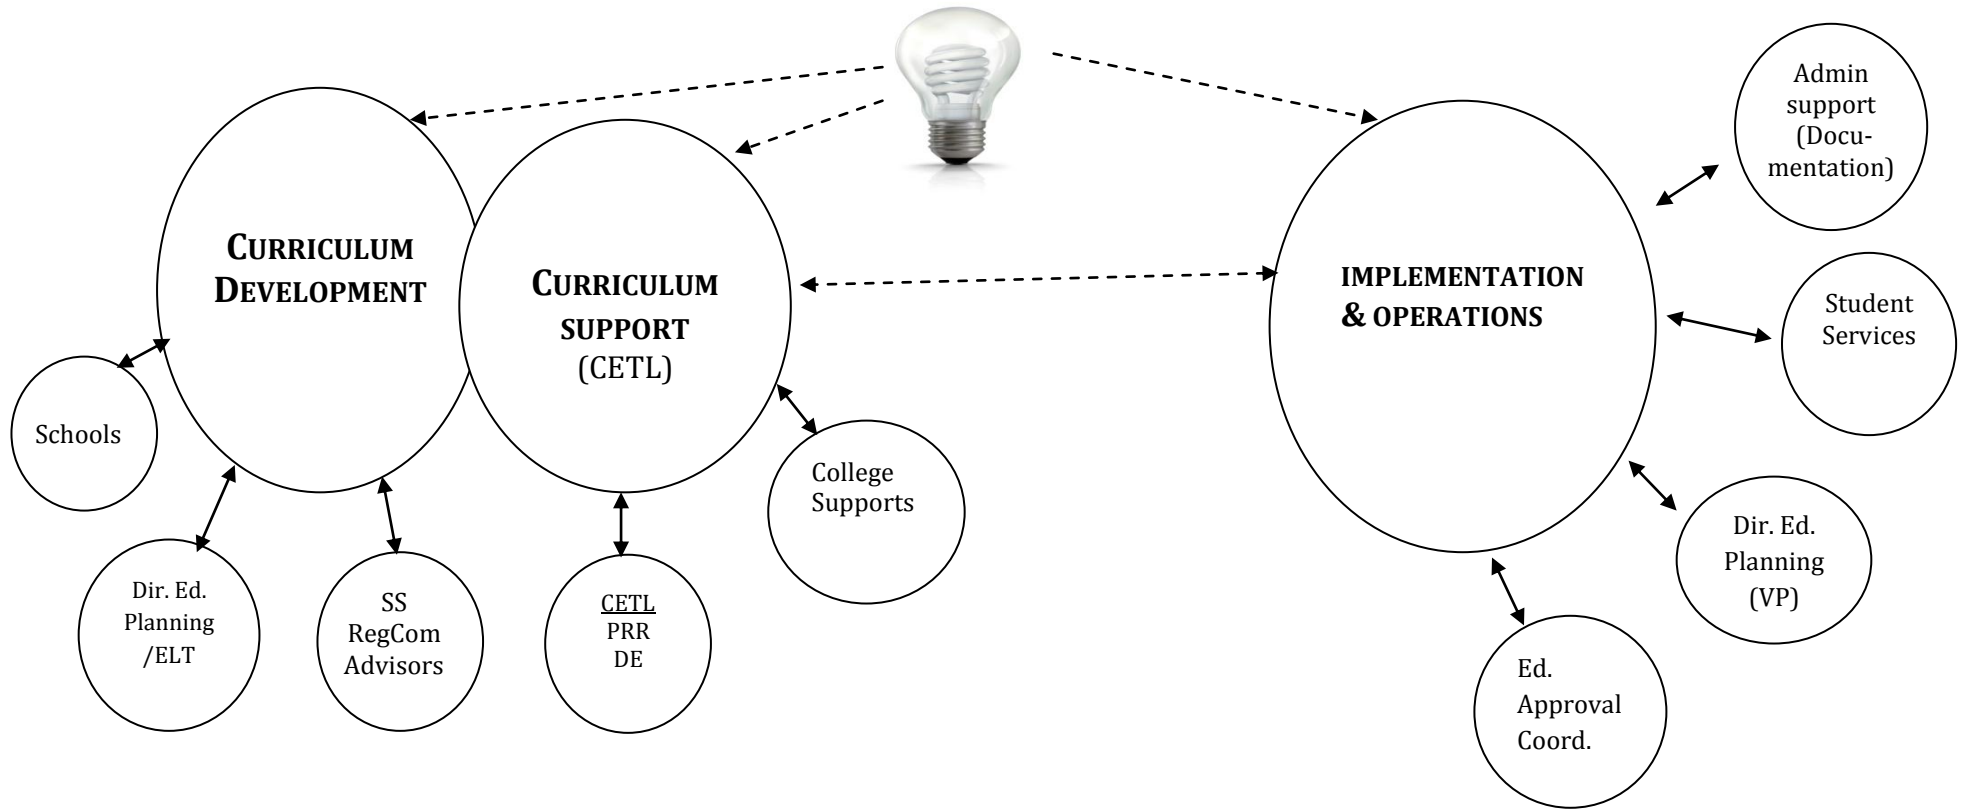 CURRICULUM
DEVELOPMENT
CURRICULUM
SUPPORT
(CETL)
IMPLEMENTATION
& OPERATIONS
Admin
support
(Docu-
mentation)
Student
Services
Schools
College
Supports
Dir. Ed.
Planning
(VP)
Dir. Ed.
Planning
/ELT
SS
RegCom
Advisors
CETL
PRR
DE
Ed.
Approval
Coord.